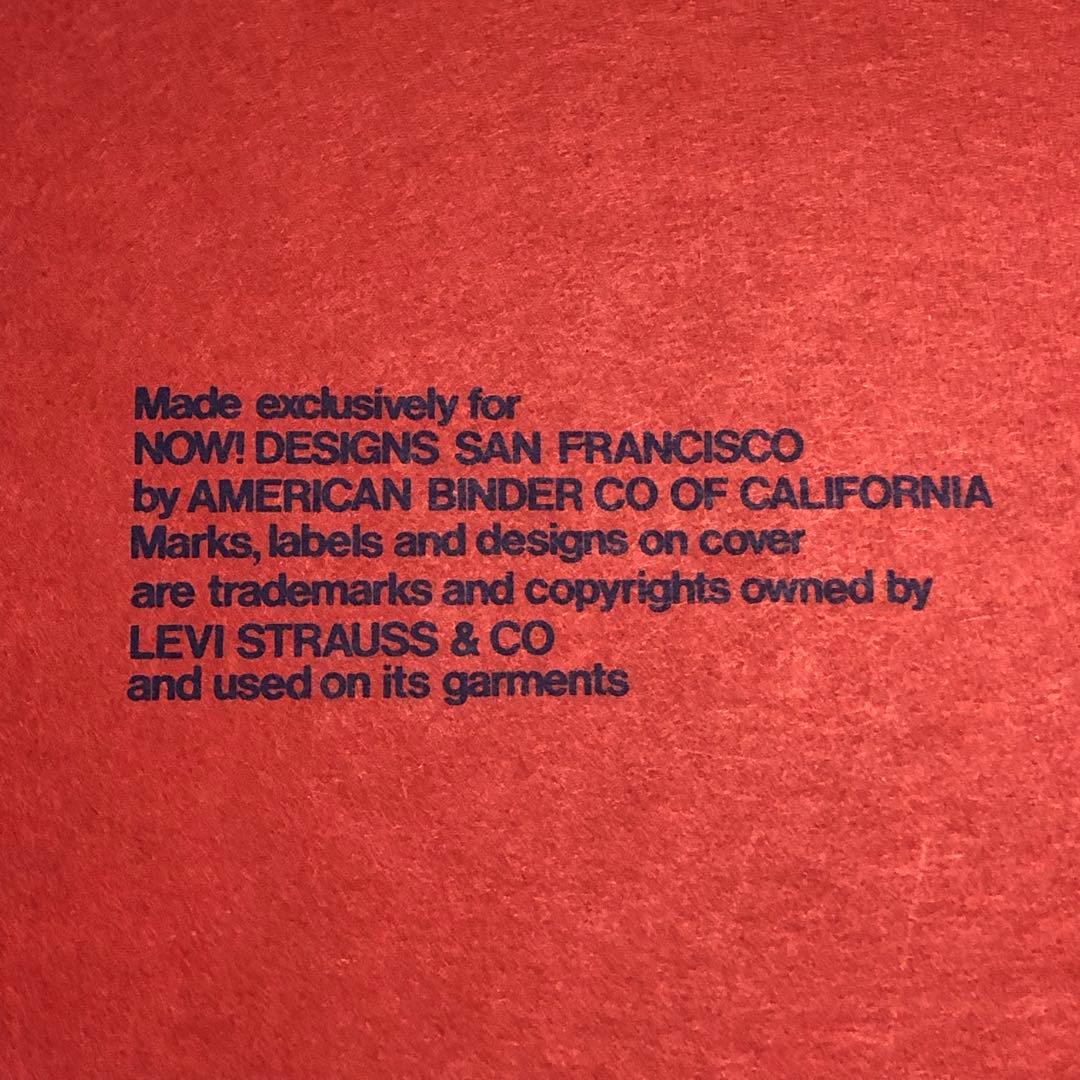 Made exclusively for
NOW! DESIGNS SAN FRANCISCO
by AMERICAN BINDER CO OF CALIFORNIA
Marks, labels and designs on cover
are trademarks and copyrights owned by
LEVI STRAUSS & CO
and used on its garments